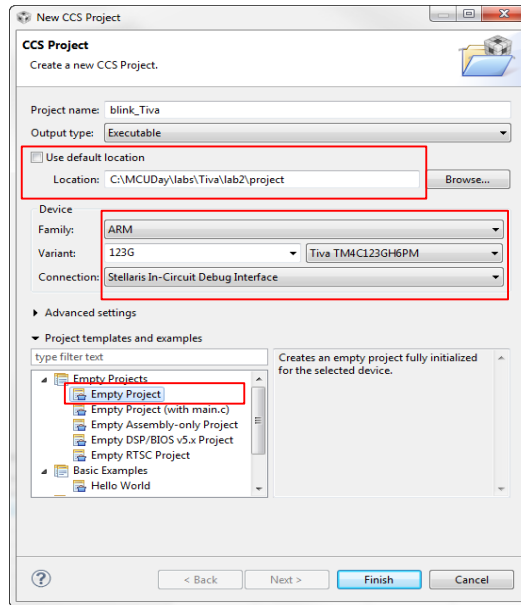 New CCS Project
CCS Project
Create a new CCS Project.
Project name: blink_Tiva
Output type: Executable
Use default location
Location: C:\MCUDay\labs\Tiva\lab2\project Browse...
Device
Family: ARM
Variant: 123G Tiva TM4C123GH6PM
Connection: Stellaris In-Circuit Debug Interface
Advanced settings
Project templates and examples
type filter text
Empty Projects
Empty Project
Empty Project (with main.c)
Empty Assembly-only Project
Empty DSP/BIOS v5.x Project
Empty RTSC Project
Basic Examples
Hello World
Creates an empty project fully initialized
for the selected device.
? < Back Next > Finish Cancel